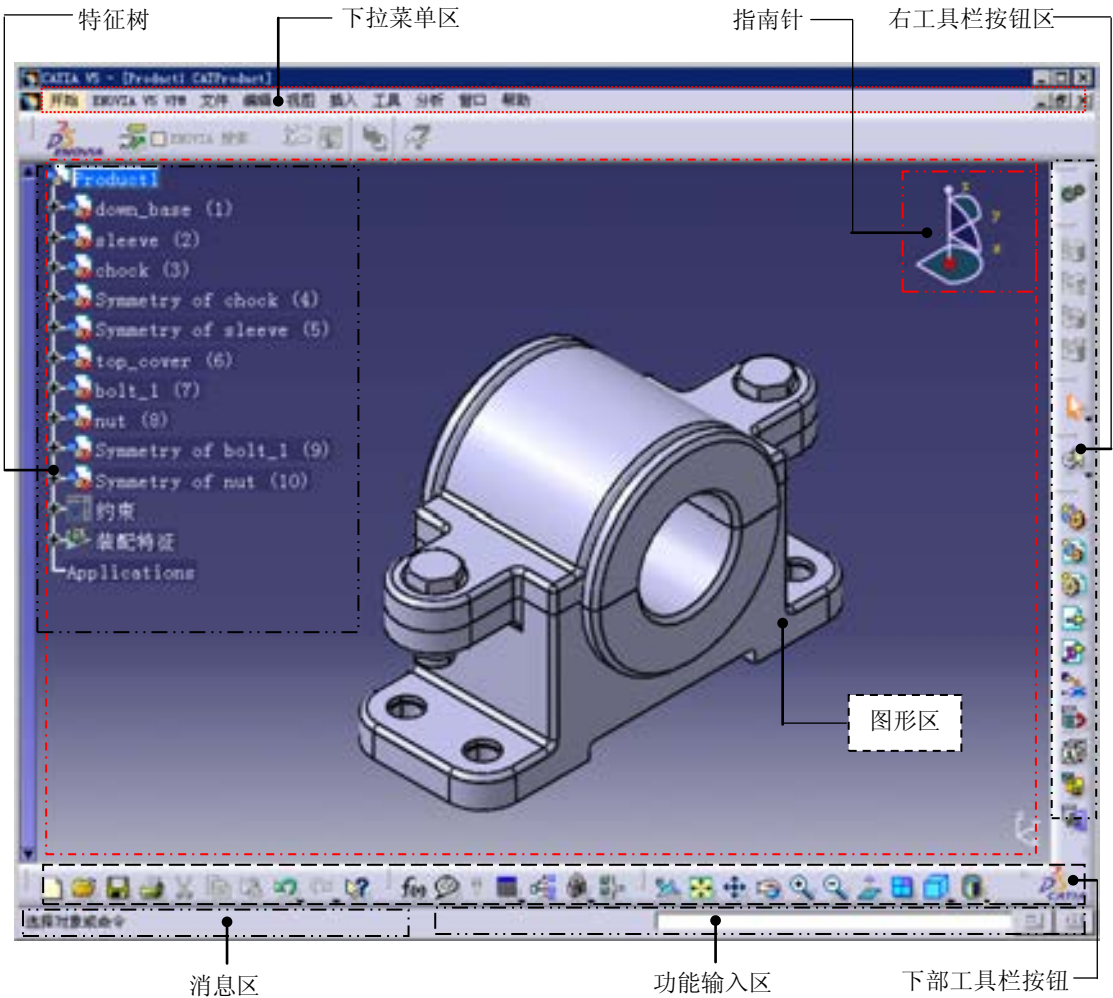 特征树
下拉菜单区
指南针
右工具栏按钮区
CATIA V5 - [Product1.CATProduct]
开始 ENOVIA V5 VPM 文件 编辑 视图 插入 工具 分析 窗口 帮助
ENOVIA
ENOVIA 搜索
Product1
down_base (1)
sleeve (2)
chock (3)
Symmetry of chock (4)
Symmetry of sleeve (5)
top_cover (6)
bolt_1 (7)
nut (8)
Symmetry of bolt_1 (9)
Symmetry of nut (10)
约束
装配特征
Applications
z
y
x
图形区
f(x)
CATIA
选择对象或命令
消息区
功能输入区
下部工具栏按钮